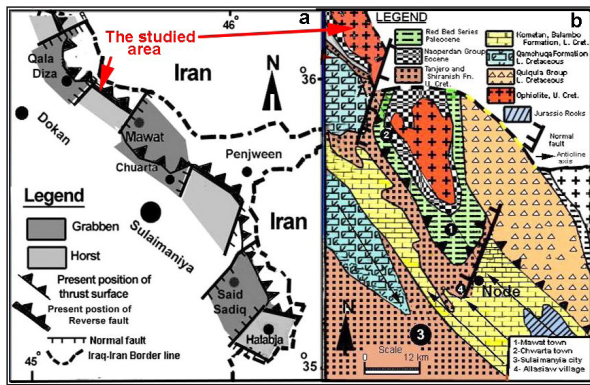 46
a
The studied
area
Qala
Diza
Iran
N
Dokan
Mawat
Chuarta
Penjween
Iran
Sulaimaniya
Legend
Grabben
Horst
Present position of
thrust surface
Present postion of
Reverse fault
Normal fault
Iraq-Iran Border line
Said
Sadiq
Halabja
45
46
LEGEND
b
Red Bed Series
Paleocene
Naoperdan Group
Eocene
Tanjero and
Shiranish Fn.
U. Cret.
Kometan, Balambo
Formation, L. Cret.
Qamchuqa Formation
L. Cretaceous
Qulqula Group
L. Cretaceous
Ophiolite, U. Cret.
Jurassic Rocks
Normal
fault
Anticline
axis
36
2
1
4
Node
3
N
Scale
12 km
35
1-Mawat town
2-Chwarta town
3-Sulaimanyia city
4- Allasiaw village